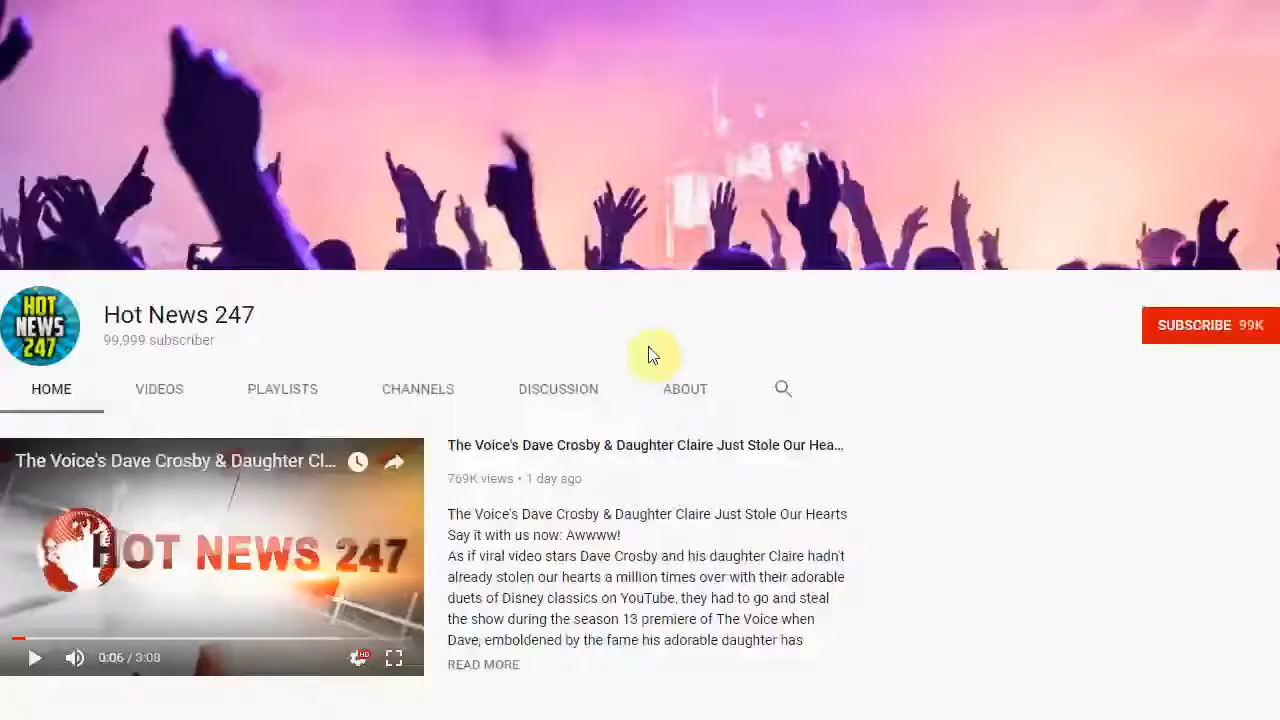 HOT
NEWS
247
Hot News 247
99,999 subscriber
SUBSCRIBE 99K
HOME VIDEOS PLAYLISTS CHANNELS DISCUSSION ABOUT
The Voice's Dave Crosby & Daughter Cl...
HOT NEWS 247
0:06 / 3:08
HD
The Voice's Dave Crosby & Daughter Claire Just Stole Our Hea...
769K views • 1 day ago
The Voice's Dave Crosby & Daughter Claire Just Stole Our Hearts
Say it with us now: Awwww!
As if viral video stars Dave Crosby and his daughter Claire hadn't
already stolen our hearts a million times over with their adorable
duets of Disney classics on YouTube, they had to go and steal
the show during the season 13 premiere of The Voice when
Dave, emboldened by the fame his adorable daughter has
READ MORE